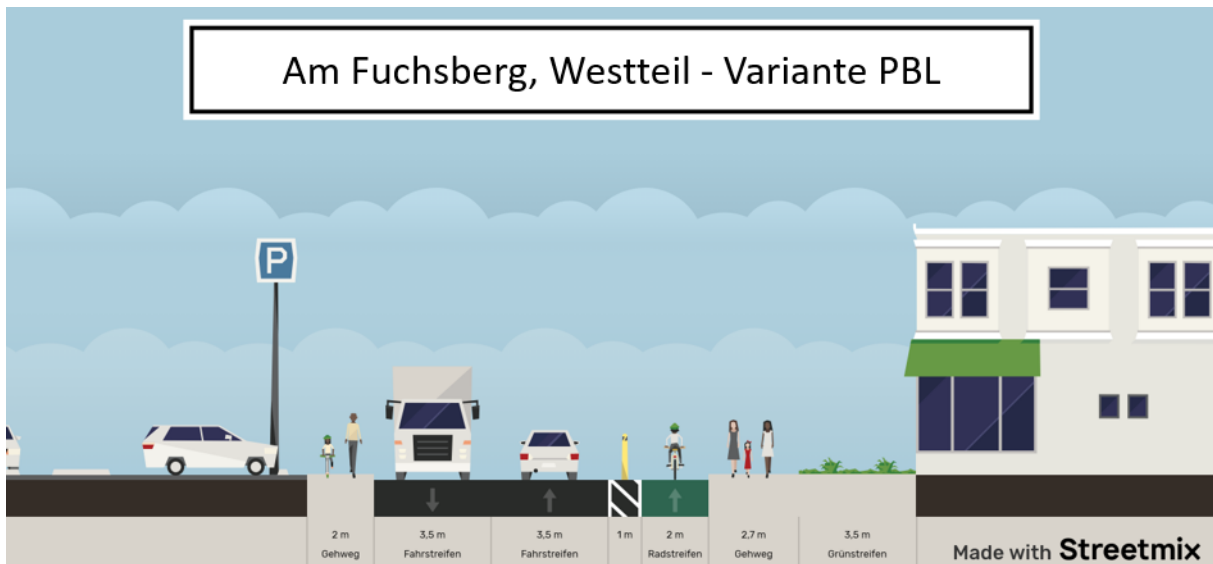 Am Fuchsberg, Westteil - Variante PBL
P
2 m
Gehweg
3,5 m
Fahrstreifen
3,5 m
Fahrstreifen
1 m
2 m
Radstreifen
2,7 m
Gehweg
3,5 m
Grünstreifen
Made with Streetmix